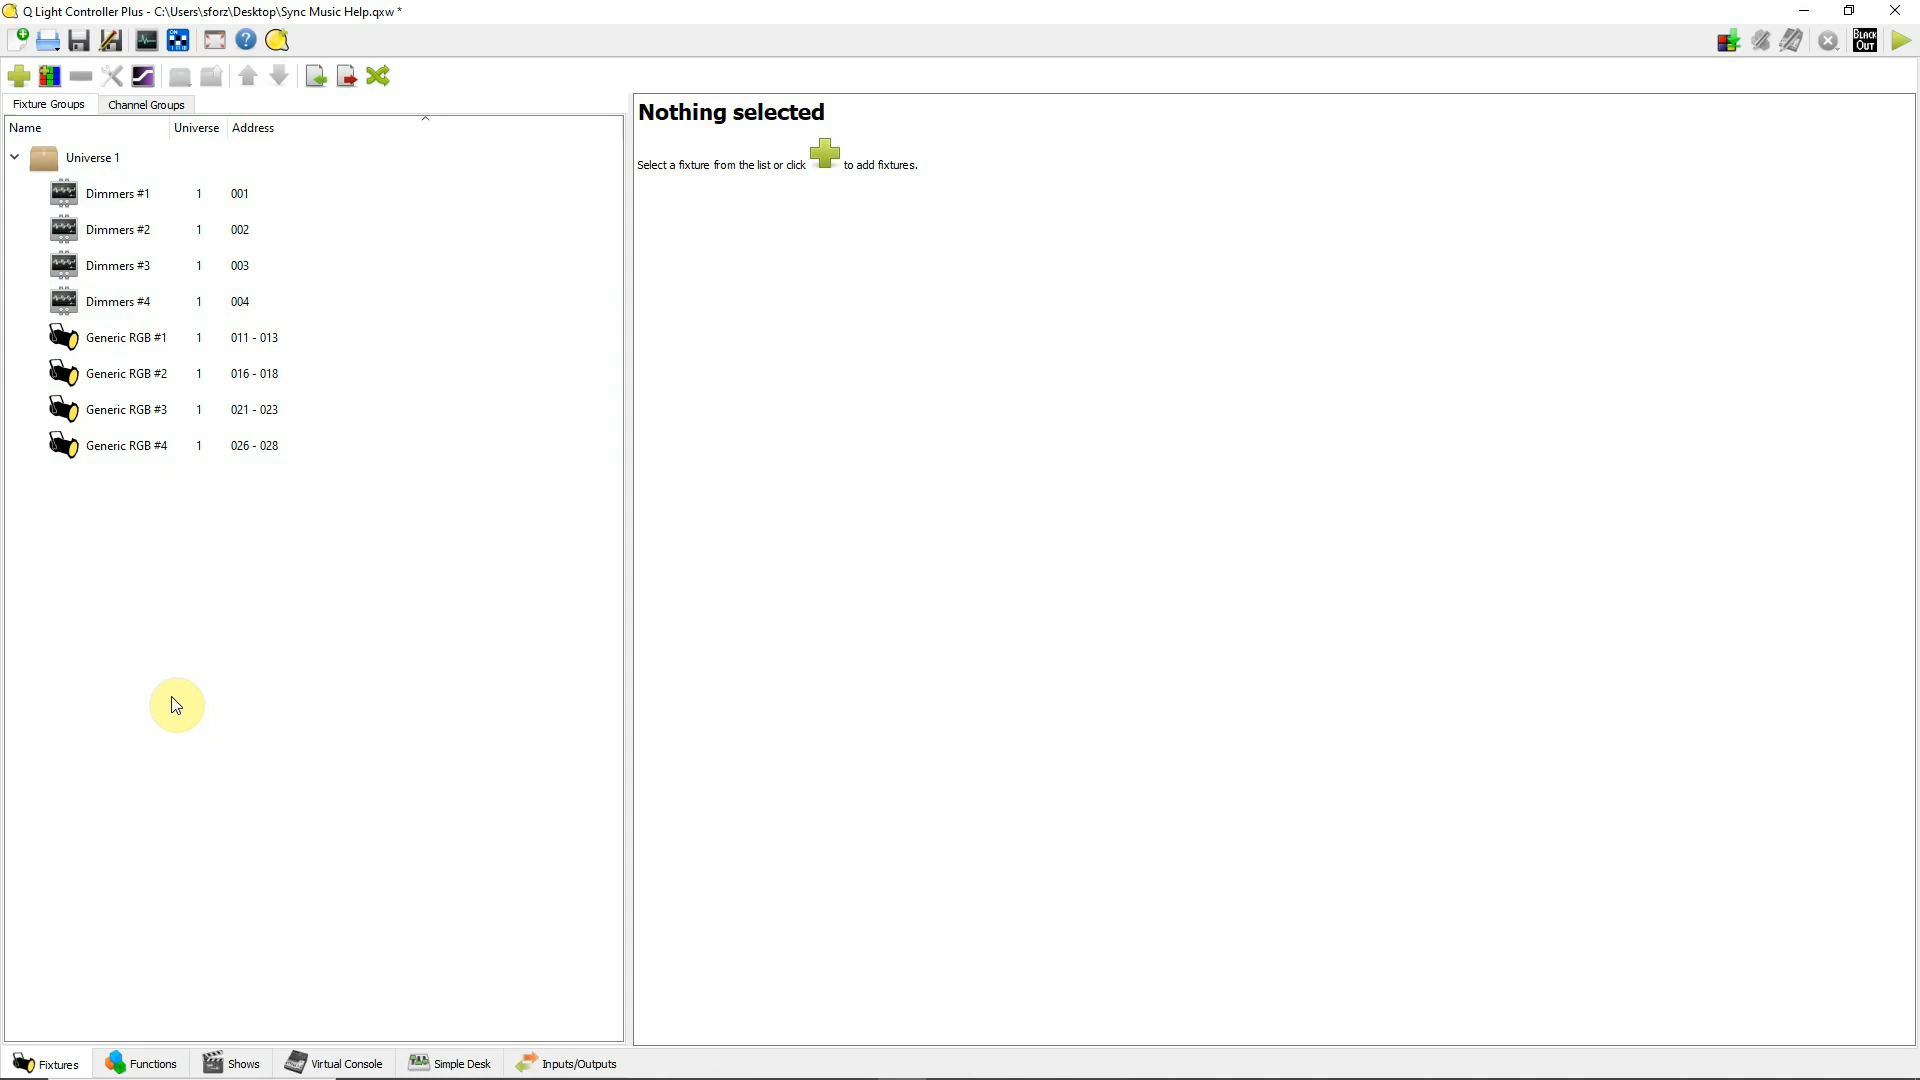 Q Light Controller Plus - C:\Users\sforz\Desktop\Sync Music Help.qxw *
BLACK OUT
Fixture Groups Channel Groups
Name Universe Address
Universe 1
Dimmers #1 1 001
Dimmers #2 1 002
Dimmers #3 1 003
Dimmers #4 1 004
Generic RGB #1 1 011 - 013
Generic RGB #2 1 016 - 018
Generic RGB #3 1 021 - 023
Generic RGB #4 1 026 - 028
Nothing selected
Select a fixture from the list or click to add fixtures.
Fixtures Functions Shows Virtual Console Simple Desk Inputs/Outputs